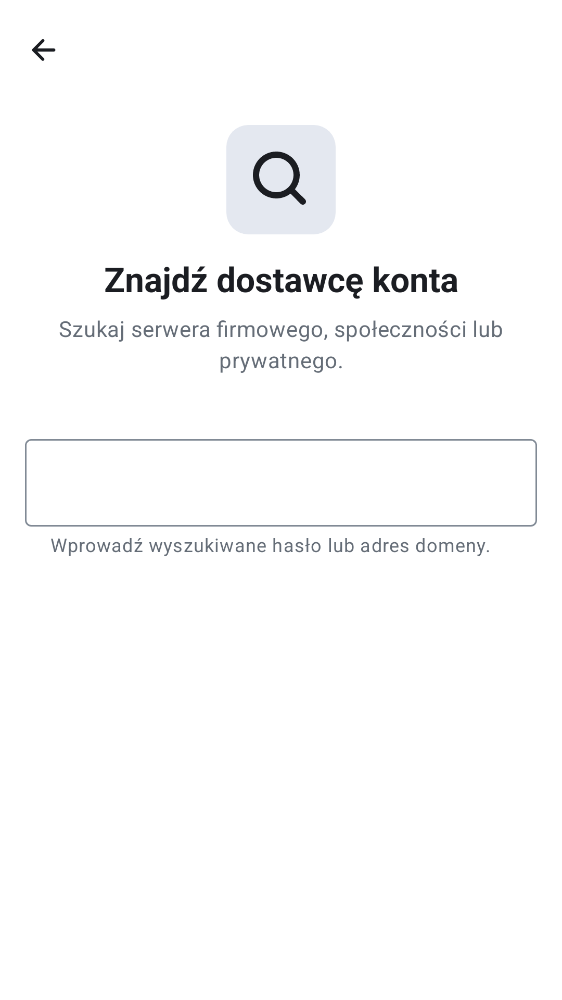 Znajdź dostawcę konta
Szukaj serwera firmowego, społeczności lub
prywatnego.
Wprowadź wyszukiwane hasło lub adres domeny.